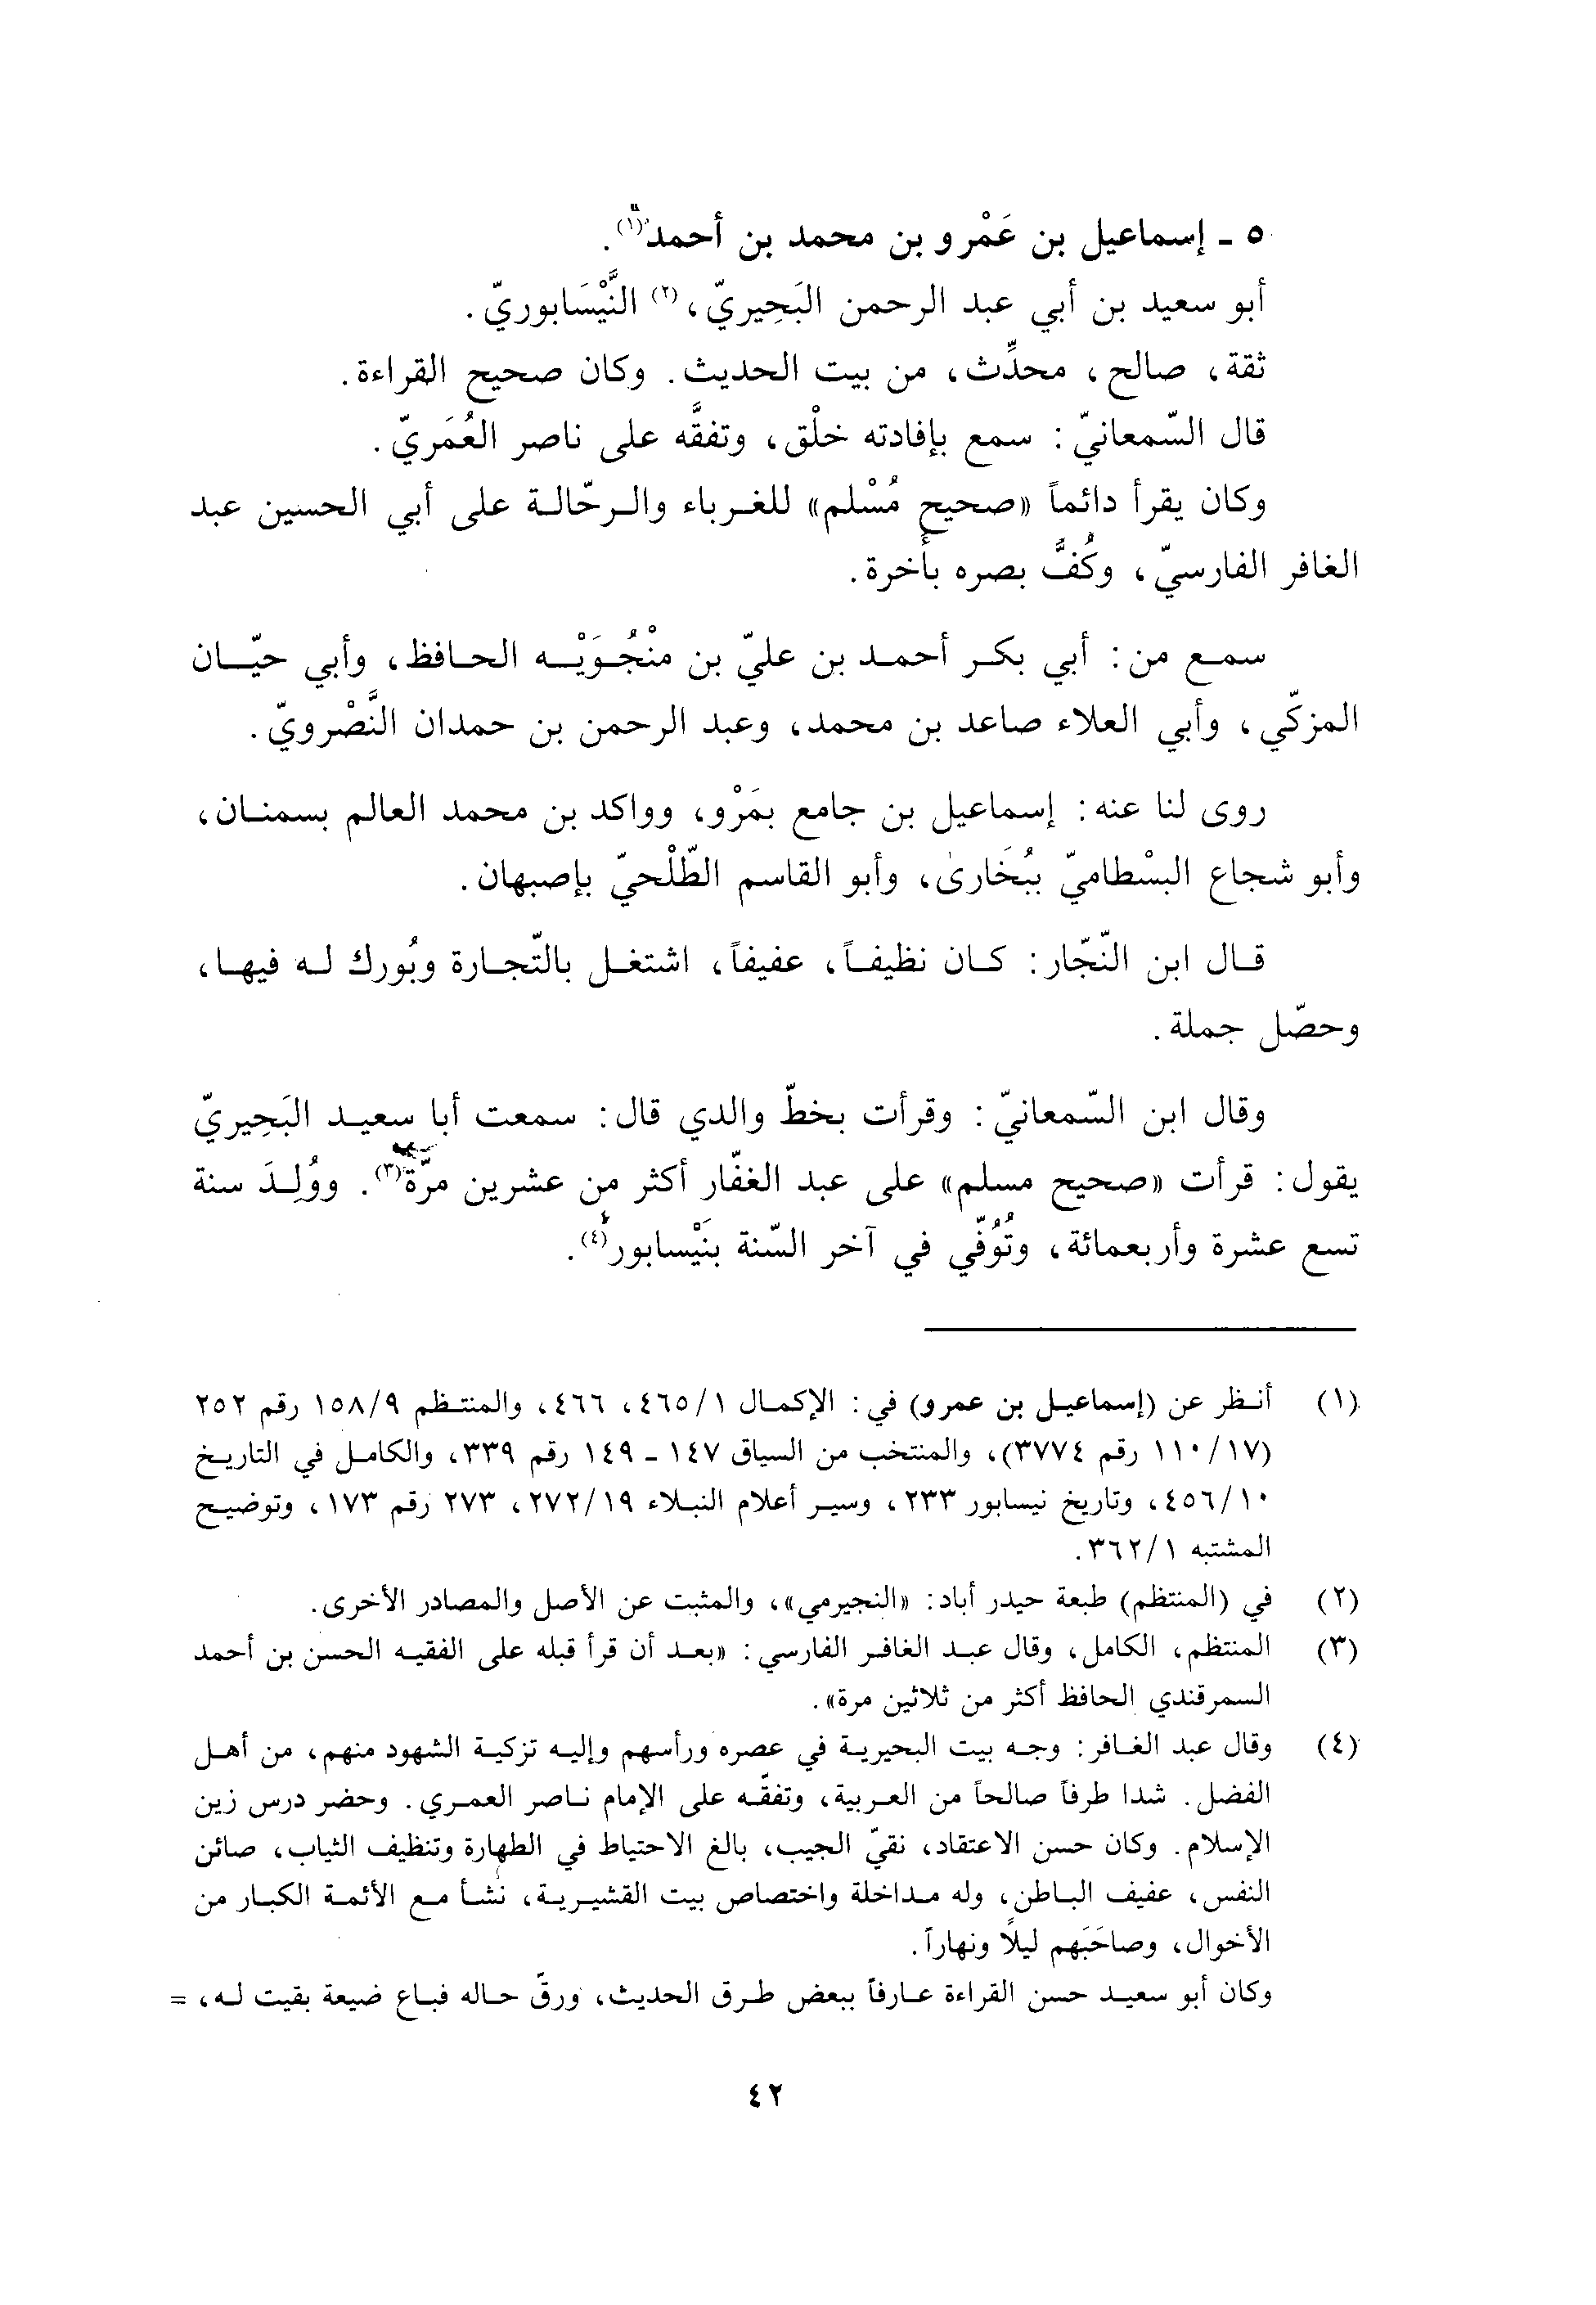 ٥ ـ إسماعيل بن عَمْرو بن محمد بن أحمد(١).
أبو سعيد بن أبي عبد الرحمن البَحِيريّ،(٢) النَّيْسَابوريّ.
ثقة، صالح، محدِّث، من بيت الحديث. وكان صحيح القراءة.
قال السّمعانيّ: سمع بإفادته خلْق، وتفقَّه على ناصر العُمَريّ.
وكان يقرأ دائماً «صحيح مُسْلم» للغرباء والرحّالة على أبي الحسين عبد
الغافر الفارسيّ، وكُفَّ بصره بأخرة.
سمع من: أبي بكر أحمد بن عليّ بن منْجُوَيْه الحافظ، وأبي حيّان
المزكّي، وأبي العلاء صاعد بن محمد، وعبد الرحمن بن حمدان النَّصْرويّ.
روى لنا عنه: إسماعيل بن جامع بمَرْو، وواكد بن محمد العالم بسمنان،
وأبو شجاع البسْطاميّ ببُخَارىٰ، وأبو القاسم الطّلْحيّ بإصبهان.
قال ابن النّجّار: كان نظيفاً، عفيفاً، اشتغل بالتّجارة وبُورك له فيها،
وحصّل جملة.
وقال ابن السّمعانيّ: وقرأت بخطّ والدي قال: سمعت أبا سعيد البَحِيريّ
يقول: قرأت «صحيح مسلم» على عبد الغفّار أكثر من عشرين مرَّة(٣). ووُلِدَ سنة
تسع عشرة وأربعمائة، وتُوُفّي في آخر السّنة بنَيْسابور(٤).
(١) أنظر عن (إسماعيل بن عمرو) في: الإكمال ٤٦٥/١، ٤٦٦، والمنتظم ١٥٨/٩ رقم ٢٥٢
(١١٠/١٧ رقم ٣٧٧٤)، والمنتخب من السياق ١٤٧ ـ ١٤٩ رقم ٣٣٩، والكامل في التاريخ
٤٥٦/١٠، وتاريخ نيسابور ٢٣٣، وسير أعلام النبلاء ٢٧٢/١٩، ٢٧٣ رقم ١٧٣، وتوضيح
المشتبه ٣٦٢/١.
(٢) في (المنتظم) طبعة حيدر أباد: «النجيرمي»، والمثبت عن الأصل والمصادر الأخرى.
(٣) المنتظم، الكامل، وقال عبد الغافر الفارسي: «بعد أن قرأ قبله على الفقيه الحسن بن أحمد
السمرقندي الحافظ أكثر من ثلاثين مرة».
(٤) وقال عبد الغافر: وجه بيت البحيرية في عصره ورأسهم وإليه تزكية الشهود منهم، من أهل
الفضل. شدا طرفاً صالحاً من العربية، وتفقّه على الإمام ناصر العمري. وحضر درس زين
الإسلام. وكان حسن الاعتقاد، نقيّ الجيب، بالغ الاحتياط في الطهارة وتنظيف الثياب، صائن
النفس، عفيف الباطن، وله مداخلة واختصاص ببيت القشيرية، نشأ مع الأئمة الكبار من
الأخوال، وصاحَبَهم ليلًا ونهاراً.
وكان أبو سعيد حسن القراءة عارفاً ببعض طرق الحديث، ورقّ حاله فباع ضيعة بقيت له، =
٤٢